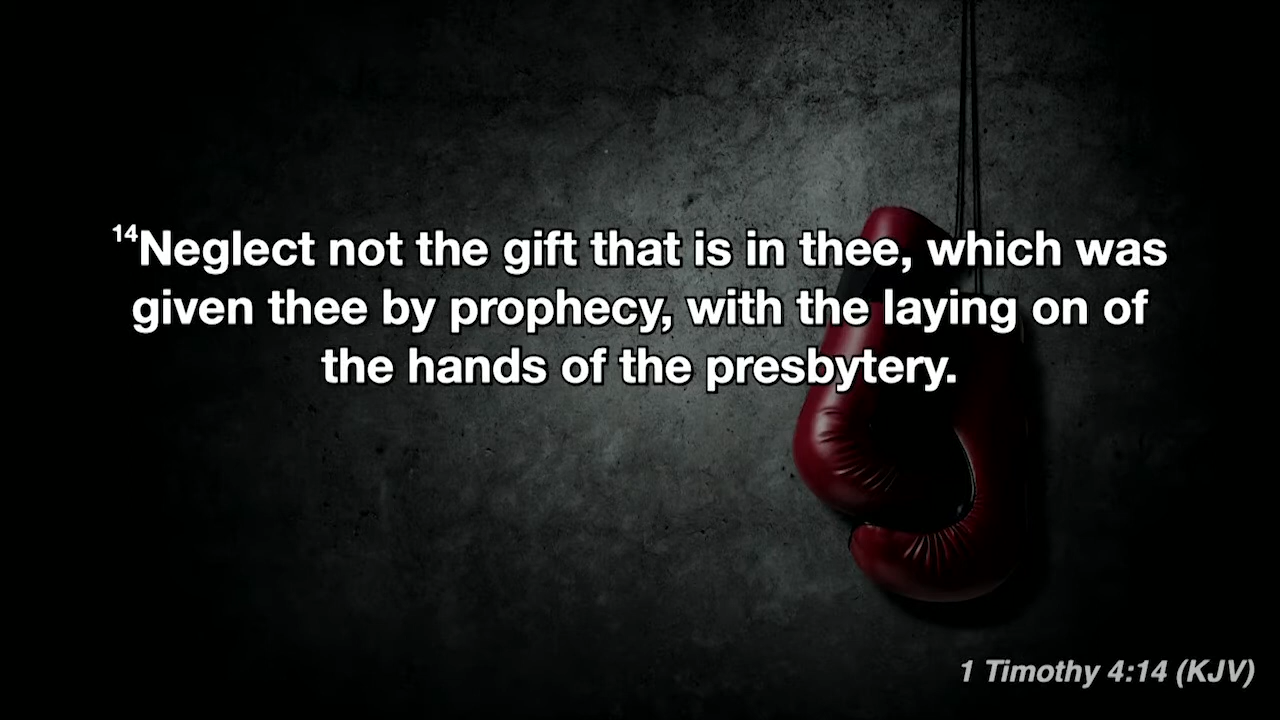 14Neglect not the gift that is in thee, which was
given thee by prophecy, with the laying on of
the hands of the presbytery.
1 Timothy 4:14 (KJV)